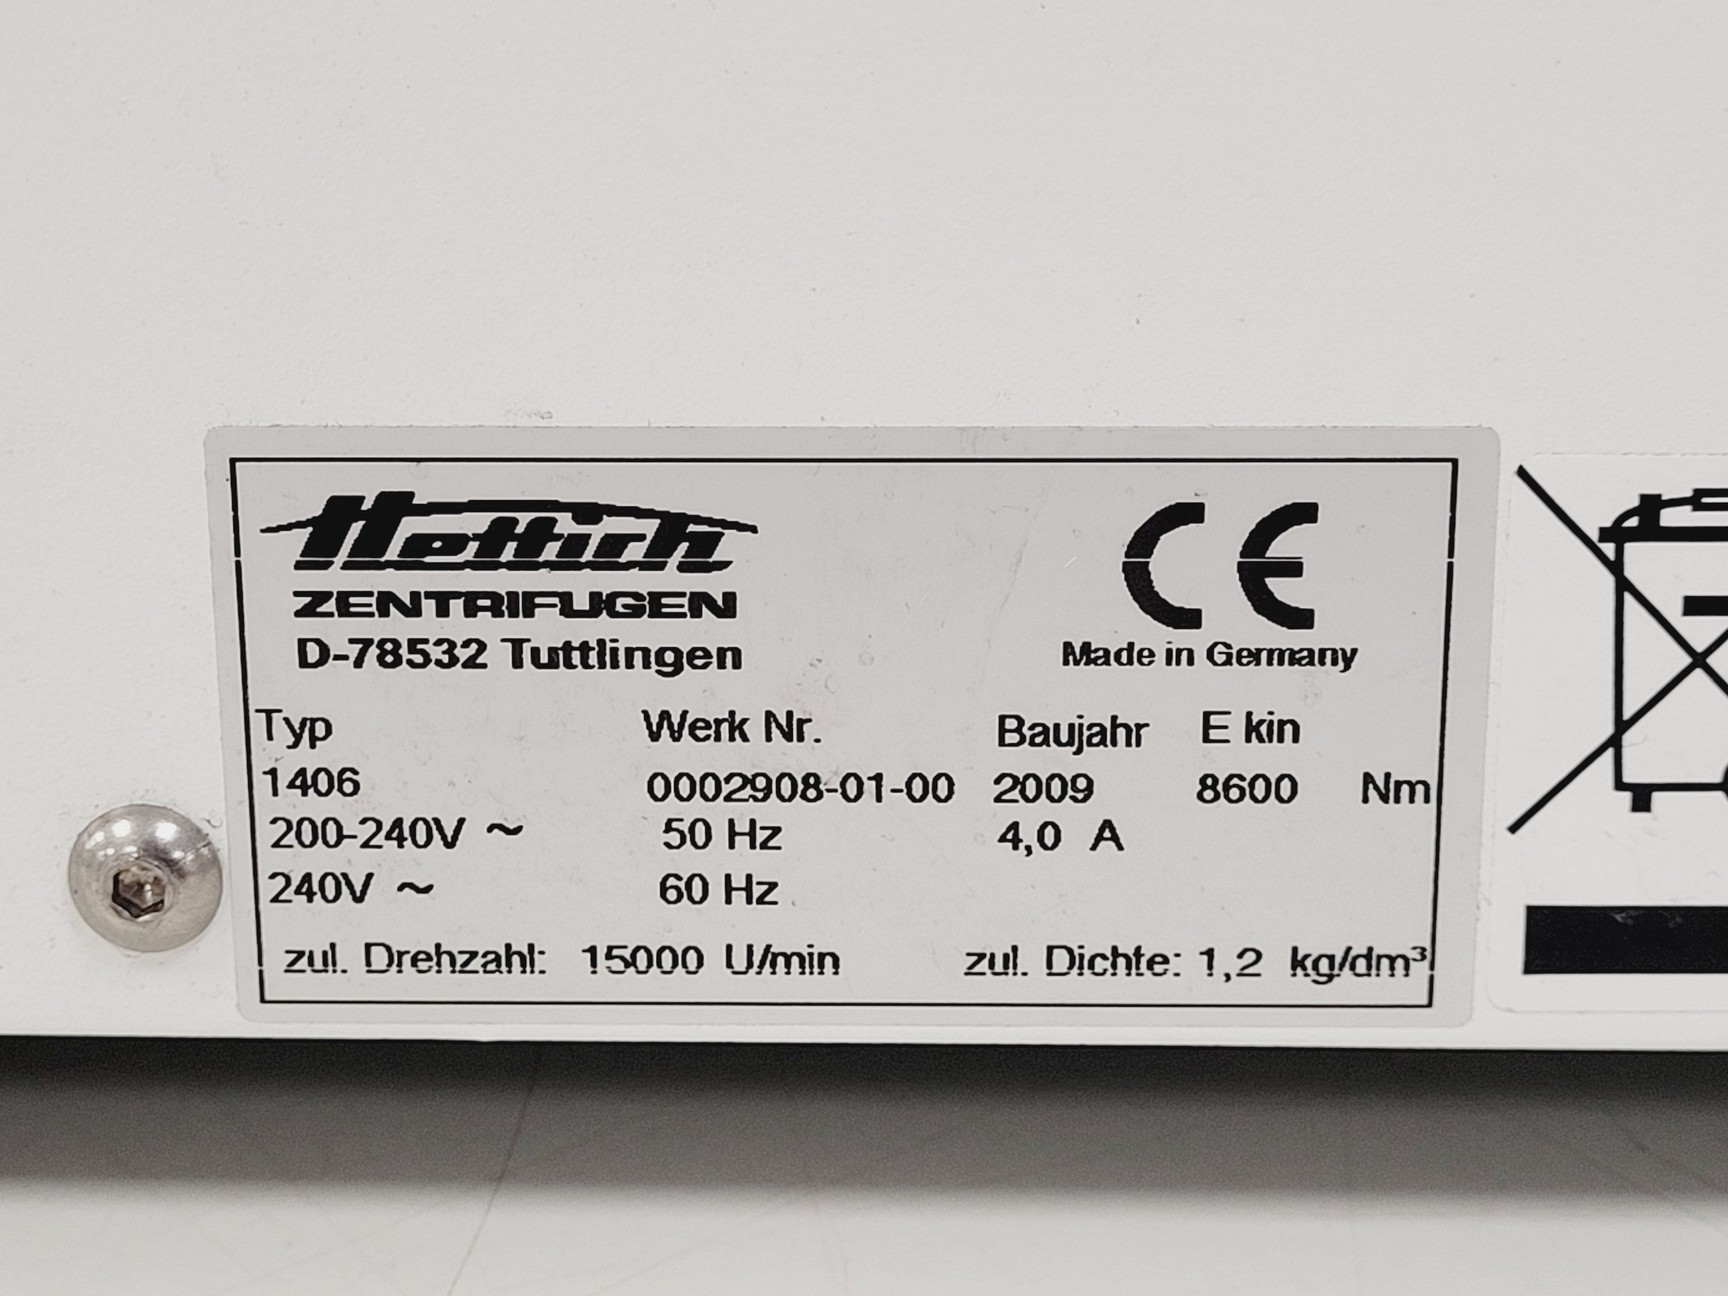 Hettich
ZENTRIFUGEN
D-78532 Tuttlingen
CE
Made in Germany
Typ Werk Nr. Baujahr E kin
1406 0002908-01-00 2009 8600 Nm
200-240V ~ 50 Hz 4,0 A
240V ~ 60 Hz
zul. Drehzahl: 15000 U/min zul. Dichte: 1,2 kg/dm³